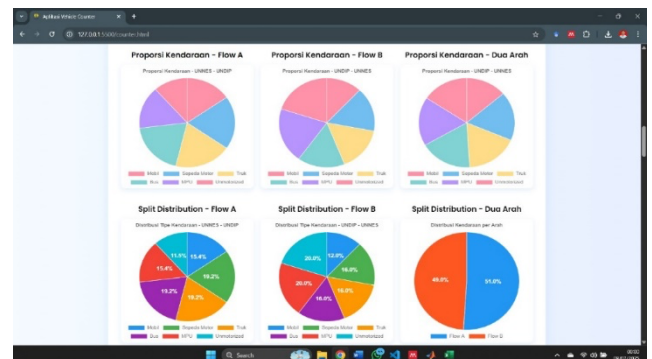 Aplikasi Vehicle Counter
127.0.0.1:5500/counter.html
Proporsi Kendaraan - Flow A
Proporsi Kendaraan - Flow B
Proporsi Kendaraan - Dua Arah
Proporsi Kendaraan - UNNES - UNDIP
Proporsi Kendaraan - UNDIP - UNNES
Proporsi Kendaraan - UNDIP - UNNES
Mobil Sepeda Motor Truk
Bus MPU Unmotorized
Mobil Sepeda Motor Truk
Bus MPU Unmotorized
Mobil Sepeda Motor Truk
Bus MPU Unmotorized
Split Distribution - Flow A
Split Distribution - Flow B
Split Distribution - Dua Arah
Distribusi Tipe Kendaraan - UNNES - UNDIP
Distribusi Tipe Kendaraan - UNDIP - UNNES
Distribusi Kendaraan per Arah
11.5% 15.4%
15.4% 19.2%
19.2% 19.2%
20.0% 12.0%
20.0% 16.0%
16.0% 16.0%
49.0% 51.0%
Mobil Sepeda Motor Truk
Bus MPU Unmotorized
Mobil Sepeda Motor Truk
Bus MPU Unmotorized
Flow A Flow B
Search